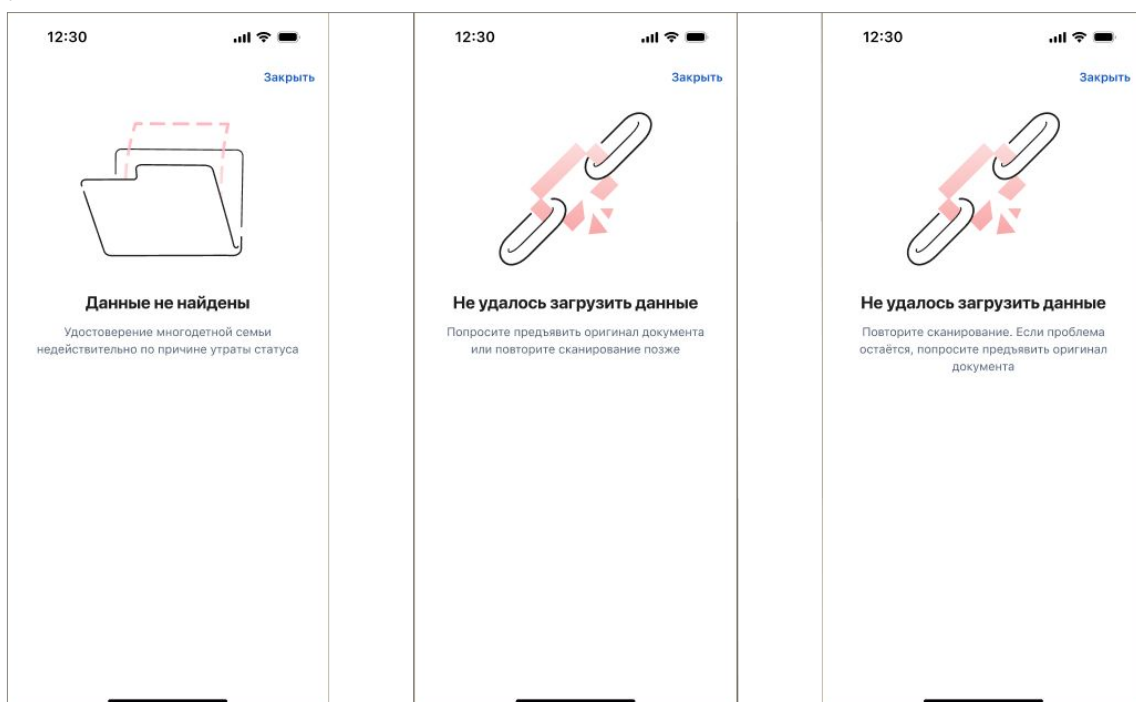 12:30
Закрыть
Данные не найдены
Удостоверение многодетной семьи
недействительно по причине утраты статуса
12:30
Закрыть
Не удалось загрузить данные
Попросите предъявить оригинал документа
или повторите сканирование позже
12:30
Закрыть
Не удалось загрузить данные
Повторите сканирование. Если проблема
остаётся, попросите предъявить оригинал
документа